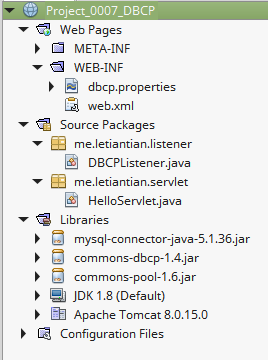 Project_0007_DBCP
Web Pages
META-INF
WEB-INF
dbcp.properties
web.xml
Source Packages
me.letiantian.listener
DBCPListener.java
me.letiantian.servlet
HelloServlet.java
Libraries
mysql-connector-java-5.1.36.jar
commons-dbcp-1.4.jar
commons-pool-1.6.jar
JDK 1.8 (Default)
Apache Tomcat 8.0.15.0
Configuration Files